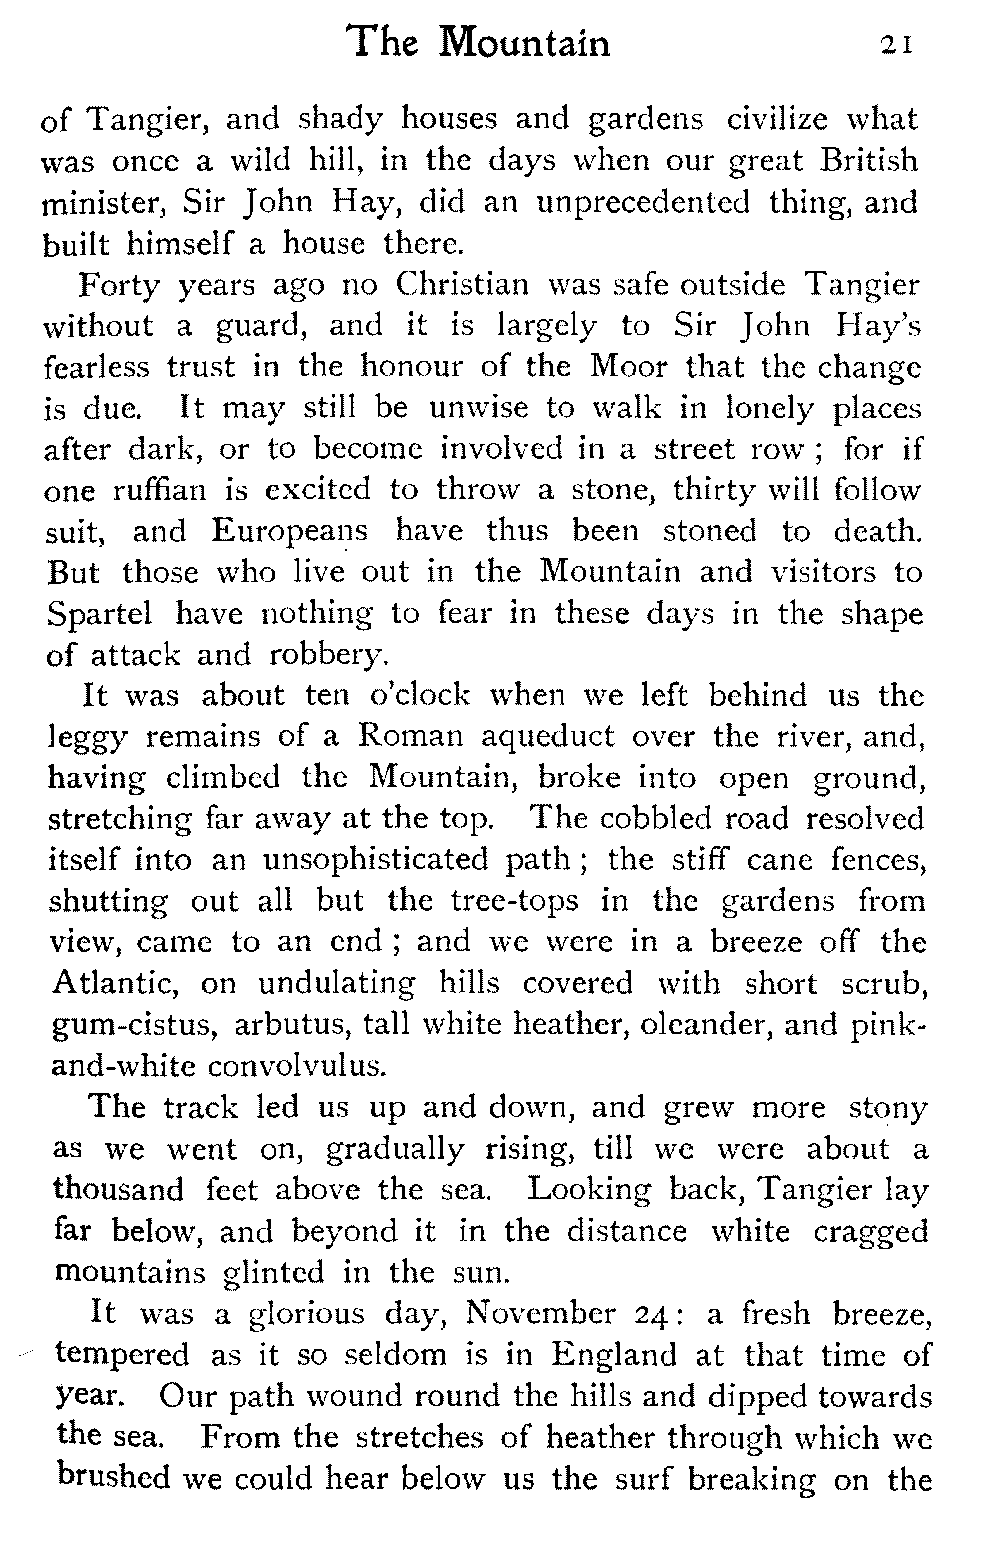 The Mountain 21
of Tangier, and shady houses and gardens civilize what
was once a wild hill, in the days when our great British
minister, Sir John Hay, did an unprecedented thing, and
built himself a house there.
Forty years ago no Christian was safe outside Tangier
without a guard, and it is largely to Sir John Hay's
fearless trust in the honour of the Moor that the change
is due. It may still be unwise to walk in lonely places
after dark, or to become involved in a street row ; for if
one ruffian is excited to throw a stone, thirty will follow
suit, and Europeans have thus been stoned to death.
But those who live out in the Mountain and visitors to
Spartel have nothing to fear in these days in the shape
of attack and robbery.
It was about ten o'clock when we left behind us the
leggy remains of a Roman aqueduct over the river, and,
having climbed the Mountain, broke into open ground,
stretching far away at the top. The cobbled road resolved
itself into an unsophisticated path ; the stiff cane fences,
shutting out all but the tree-tops in the gardens from
view, came to an end ; and we were in a breeze off the
Atlantic, on undulating hills covered with short scrub,
gum-cistus, arbutus, tall white heather, oleander, and pink-
and-white convolvulus.
The track led us up and down, and grew more stony
as we went on, gradually rising, till we were about a
thousand feet above the sea. Looking back, Tangier lay
far below, and beyond it in the distance white cragged
mountains glinted in the sun.
It was a glorious day, November 24: a fresh breeze,
tempered as it so seldom is in England at that time of
year. Our path wound round the hills and dipped towards
the sea. From the stretches of heather through which we
brushed we could hear below us the surf breaking on the